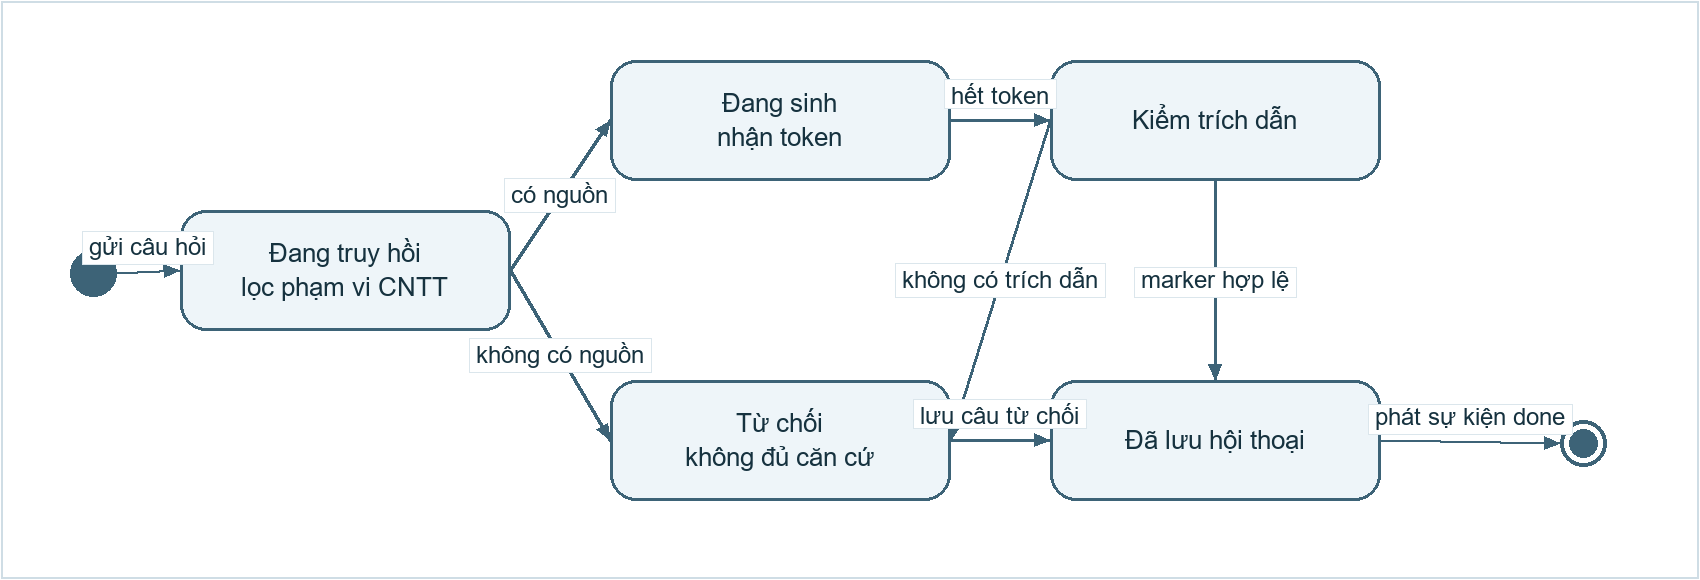 gửi câu hỏi
Đang truy hồi
lọc phạm vi CNTT
có nguồn
không có nguồn
Đang sinh
nhận token
hết token
Kiểm trích dẫn
không có trích dẫn
marker hợp lệ
Từ chối
không đủ căn cứ
lưu câu từ chối
Đã lưu hội thoại
phát sự kiện done